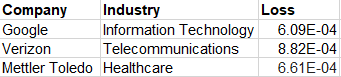 Company Industry Loss
Google Information Technology 6.09E-04
Verizon Telecommunications 8.82E-04
Mettler Toledo Healthcare 6.61E-04